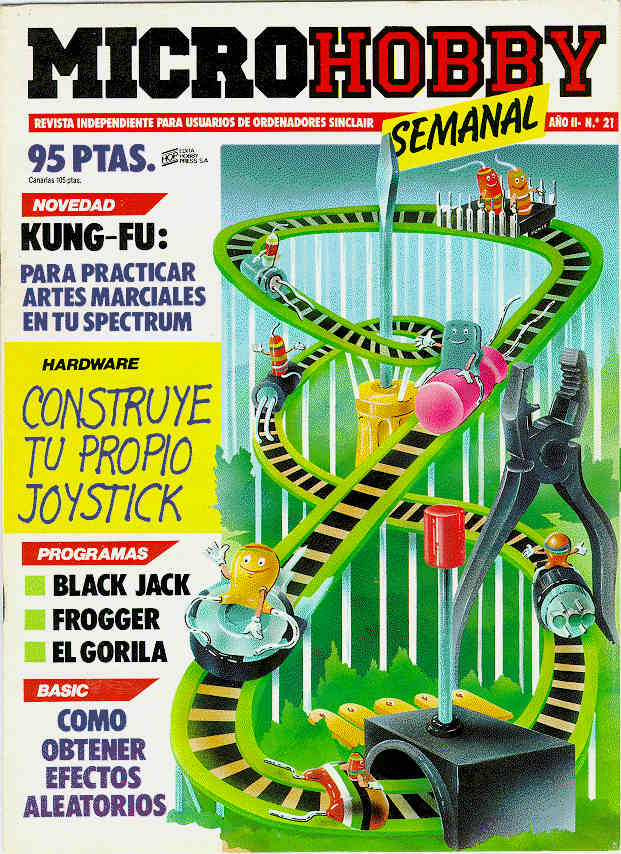 MICROHOBBY
SEMANAL
REVISTA INDEPENDIENTE PARA USUARIOS DE ORDENADORES SINCLAIR
AÑO II- N.º 21
95 PTAS.
Canarias 105 ptas.
HOP EDITA
HOBBY
PRESS S.A
NOVEDAD
KUNG-FU:
PARA PRACTICAR
ARTES MARCIALES
EN TU SPECTRUM
HARDWARE
CONSTRUYE
TU PROPIO
JOYSTICK
PROGRAMAS
BLACK JACK
FROGGER
EL GORILA
BASIC
COMO
OBTENER
EFECTOS
ALEATORIOS